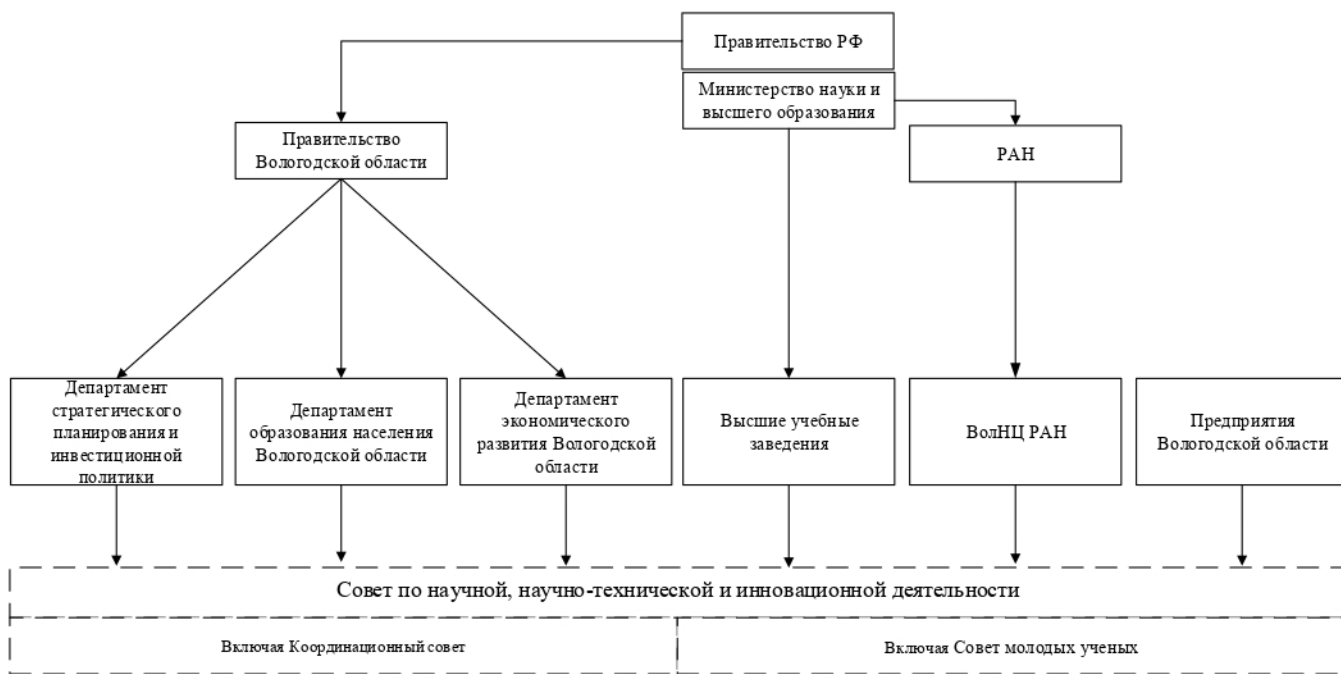 Правительство РФ
Министерство науки и
высшего образования
Правительство
Вологодской области
РАН
Департамент
стратегического
планирования и
инвестиционной
политики
Департамент
образования населения
Вологодской области
Департамент
экономического
развития Вологодской
области
Высшие учебные
заведения
ВолНЦ РАН
Предприятия
Вологодской области
Совет по научной, научно-технической и инновационной деятельности
Включая Координационный совет
Включая Совет молодых ученых